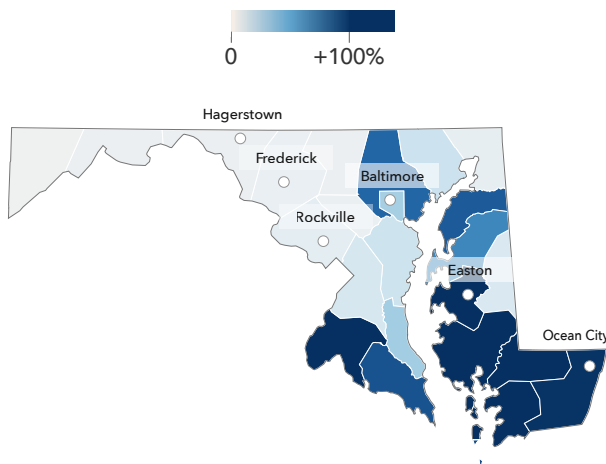 0 +100%
Hagerstown
Frederick
Baltimore
Rockville
Easton
Ocean City